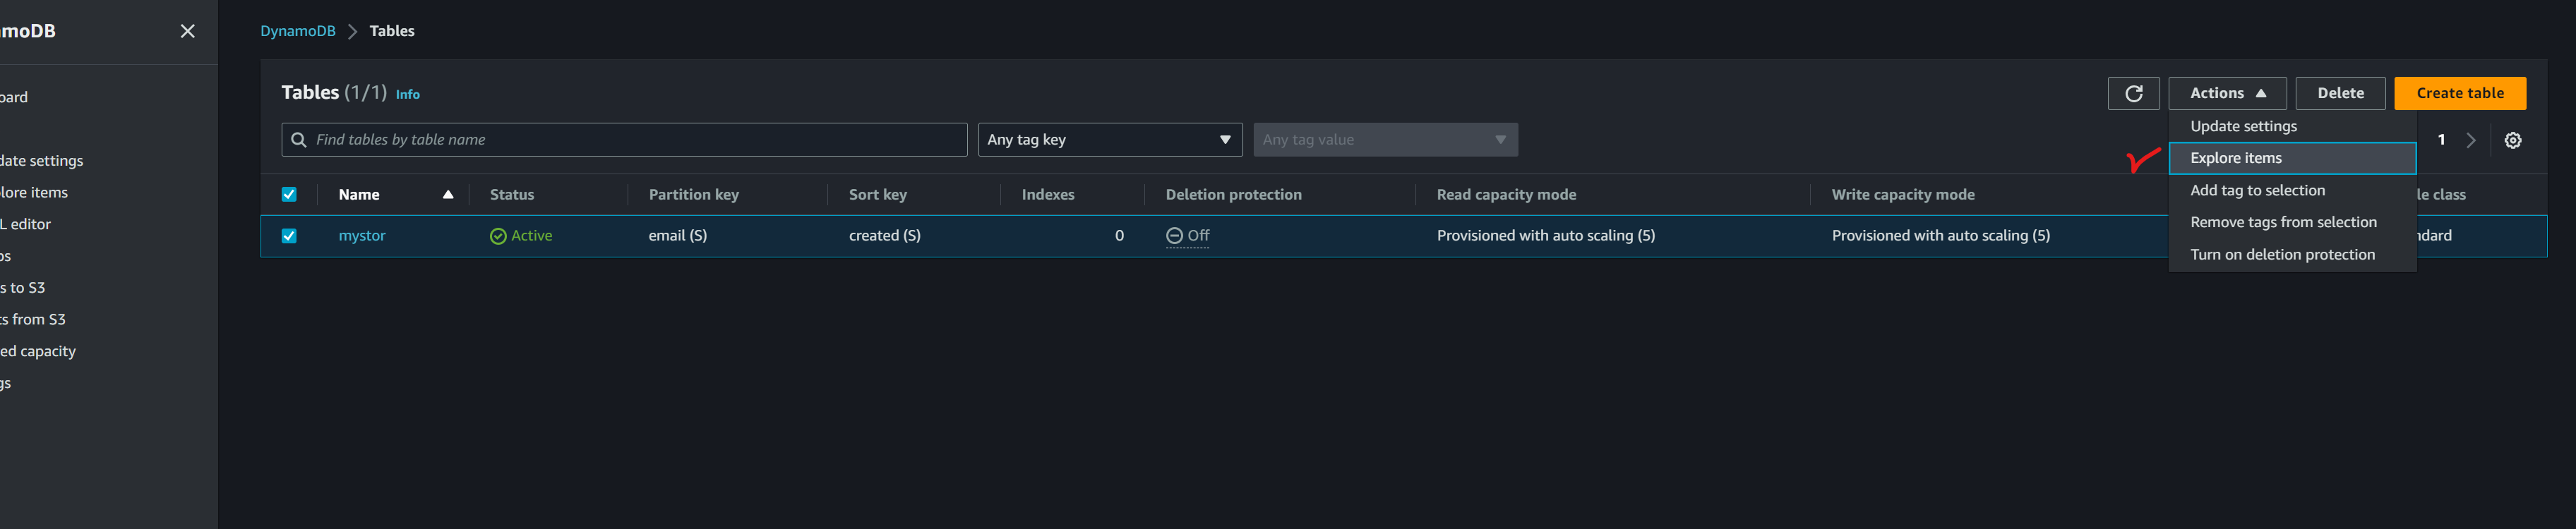 moDB
oard
date settings
lore items
L editor
ps
s to S3
ts from S3
ed capacity
gs
DynamoDB > Tables
Tables (1/1) Info
Actions Delete Create table
Find tables by table name Any tag key Any tag value 1
Update settings
Explore items
Add tag to selection
Remove tags from selection
Turn on deletion protection
Name Status Partition key Sort key Indexes Deletion protection Read capacity mode Write capacity mode le class
mystor Active email (S) created (S) 0 Off Provisioned with auto scaling (5) Provisioned with auto scaling (5) ndard